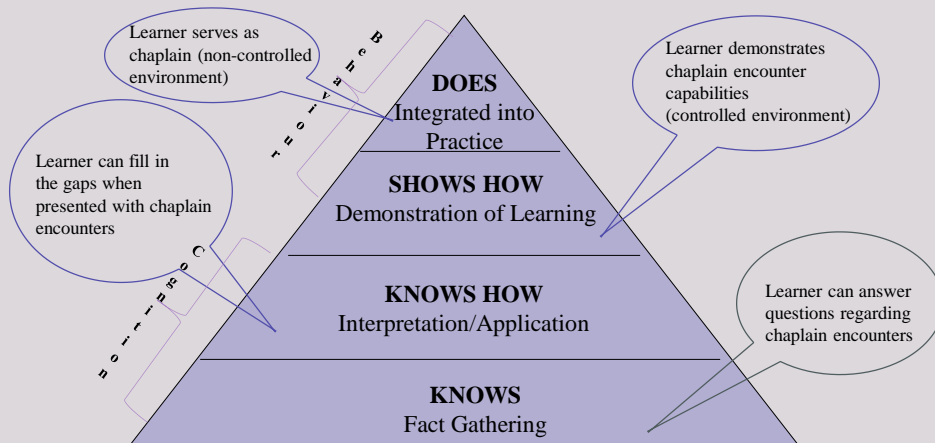 Learner serves as
chaplain (non-controlled
environment)
Behaviour
DOES
Integrated into
Practice
Learner demonstrates
chaplain encounter
capabilities
(controlled environment)
Learner can fill in
the gaps when
presented with chaplain
encounters
SHOWS HOW
Demonstration of Learning
Cognition
KNOWS HOW
Interpretation/Application
Learner can answer
questions regarding
chaplain encounters
KNOWS
Fact Gathering